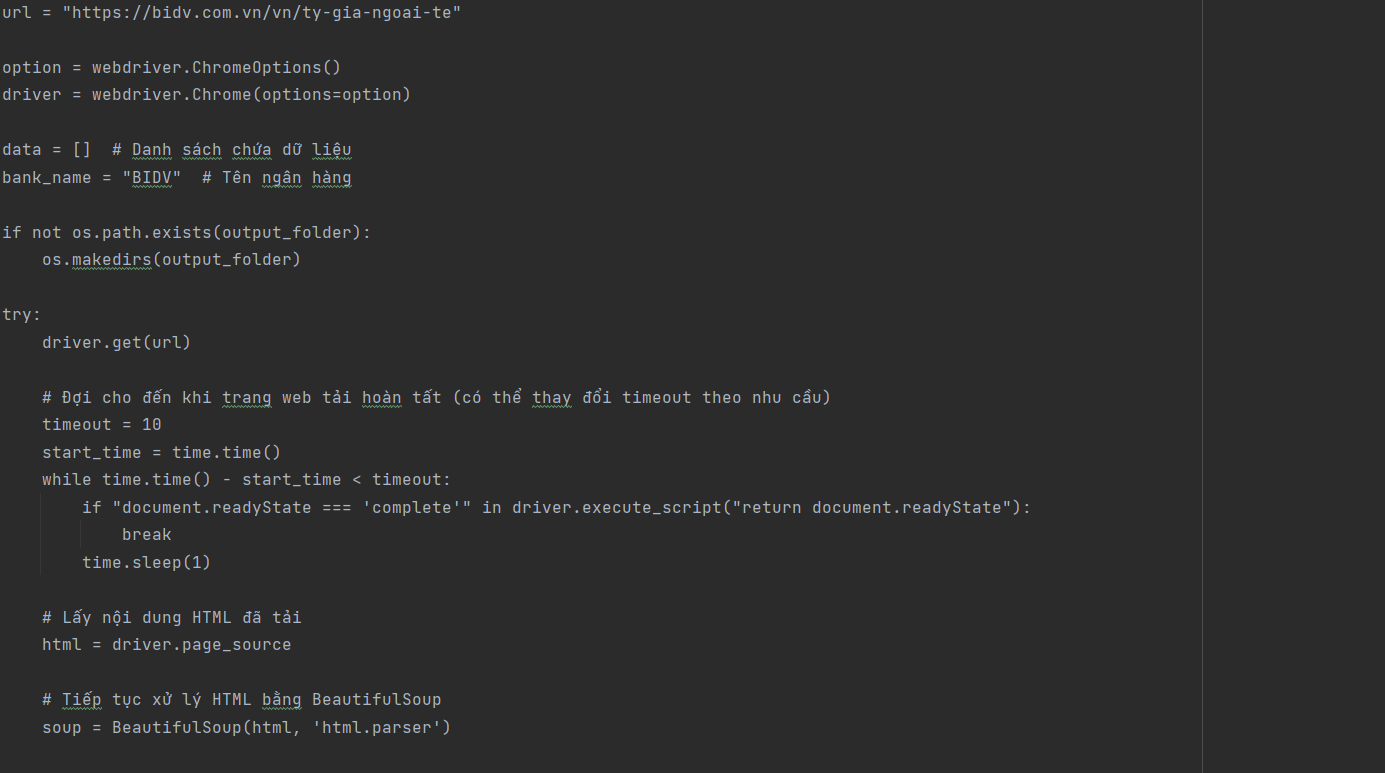 url = "https://bidv.com.vn/vn/ty-gia-ngoai-te"
option = webdriver.ChromeOptions()
driver = webdriver.Chrome(options=option)
data = []  # Danh sách chứa dữ liệu
bank_name = "BIDV"  # Tên ngân hàng
if not os.path.exists(output_folder):
    os.makedirs(output_folder)
try:
    driver.get(url)
    # Đợi cho đến khi trang web tải hoàn tất (có thể thay đổi timeout theo nhu cầu)
    timeout = 10
    start_time = time.time()
    while time.time() - start_time < timeout:
        if "document.readyState === 'complete'" in driver.execute_script("return document.readyState"):
            break
        time.sleep(1)
    # Lấy nội dung HTML đã tải
    html = driver.page_source
    # Tiếp tục xử lý HTML bằng BeautifulSoup
    soup = BeautifulSoup(html, 'html.parser')